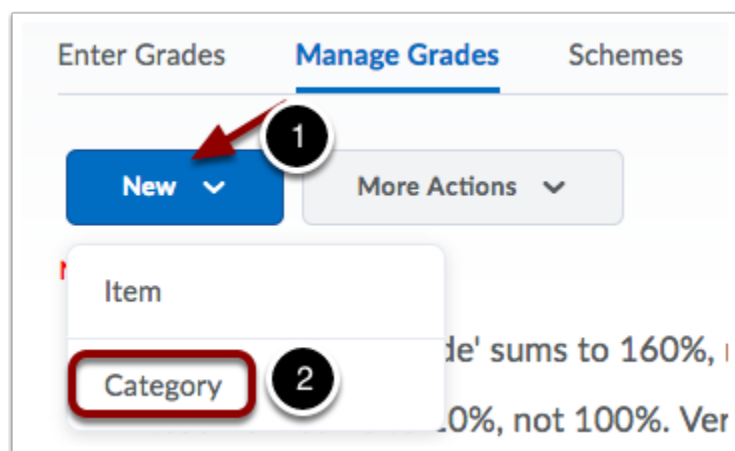 Enter Grades Manage Grades Schemes
1
New More Actions
Item
de' sums to 160%,
Category 2
0%, not 100%. Ver